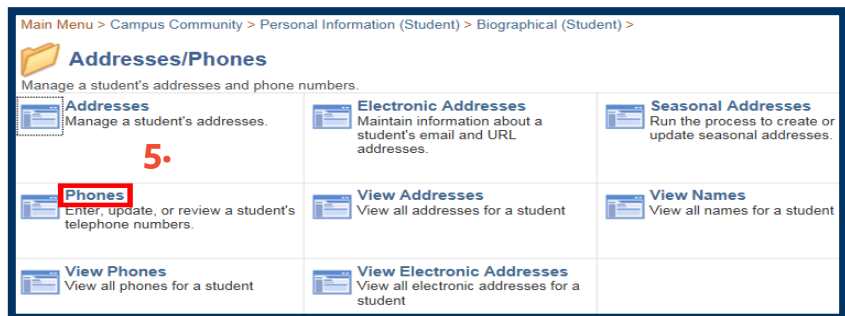 Main Menu > Campus Community > Personal Information (Student) > Biographical (Student) >
Addresses/Phones
Manage a student's addresses and phone numbers.
Addresses
Manage a student's addresses.
Electronic Addresses
Maintain information about a
student's email and URL
addresses.
Seasonal Addresses
Run the process to create or
update seasonal addresses.
5.
Phones
Enter, update, or review a student's
telephone numbers.
View Addresses
View all addresses for a student
View Names
View all names for a student
View Phones
View all phones for a student
View Electronic Addresses
View all electronic addresses for a
student